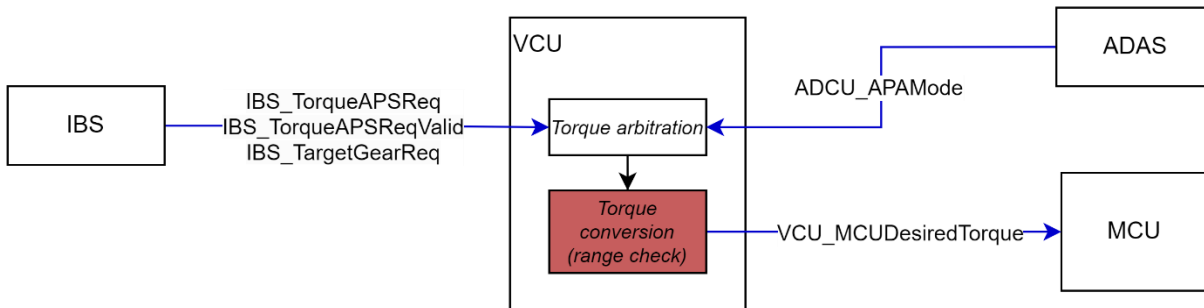 VCU
ADAS
IBS
IBS_TorqueAPSReq
IBS_TorqueAPSReqValid
IBS_TargetGearReq
ADCU_APAMode
Torque arbitration
Torque
conversion
(range check)
VCU_MCUDesiredTorque
MCU